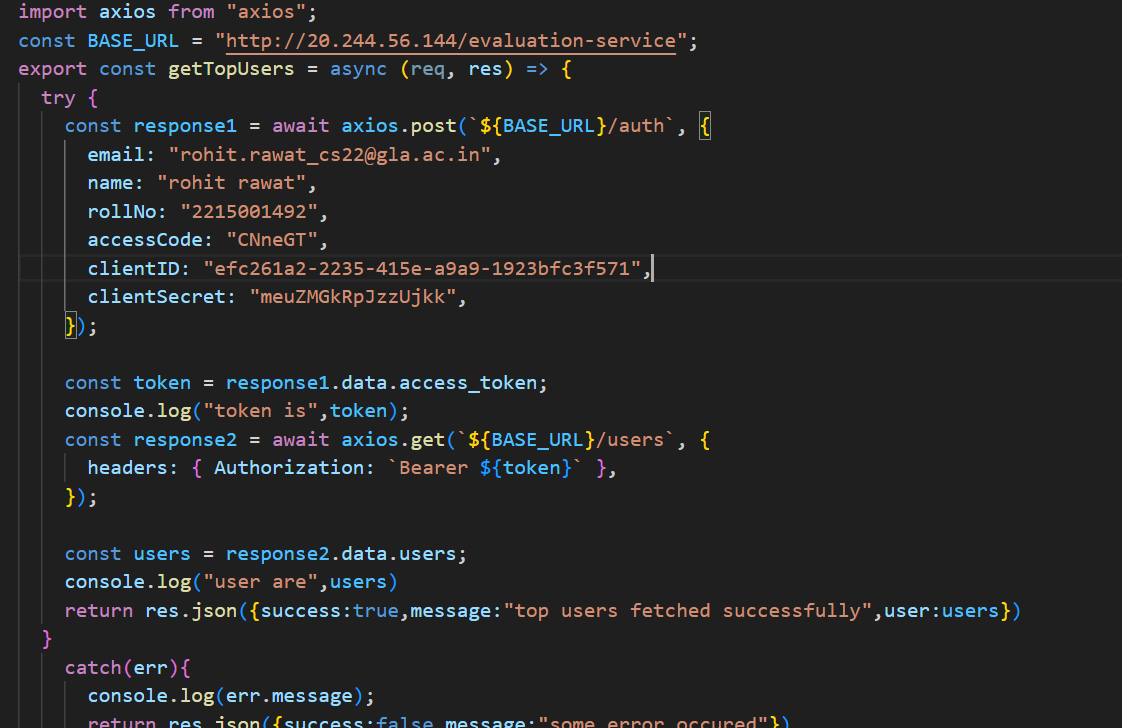 import axios from "axios";
const BASE_URL = "http://20.244.56.144/evaluation-service";
export const getTopUsers = async (req, res) => {
  try {
    const response1 = await axios.post(`${BASE_URL}/auth`, {
      email: "rohit.rawat_cs22@gla.ac.in",
      name: "rohit rawat",
      rollNo: "2215001492",
      accessCode: "CNneGT",
      clientID: "efc261a2-2235-415e-a9a9-1923bfc3f571",
      clientSecret: "meuZMGkRpJzzUjkk",
    });
    const token = response1.data.access_token;
    console.log("token is",token);
    const response2 = await axios.get(`${BASE_URL}/users`, {
      headers: { Authorization: `Bearer ${token}` },
    });
    const users = response2.data.users;
    console.log("user are",users)
    return res.json({success:true,message:"top users fetched successfully",user:users})
  }
    catch(err){
      console.log(err.message);
      return res.json({success:false,message:"some error occured"})